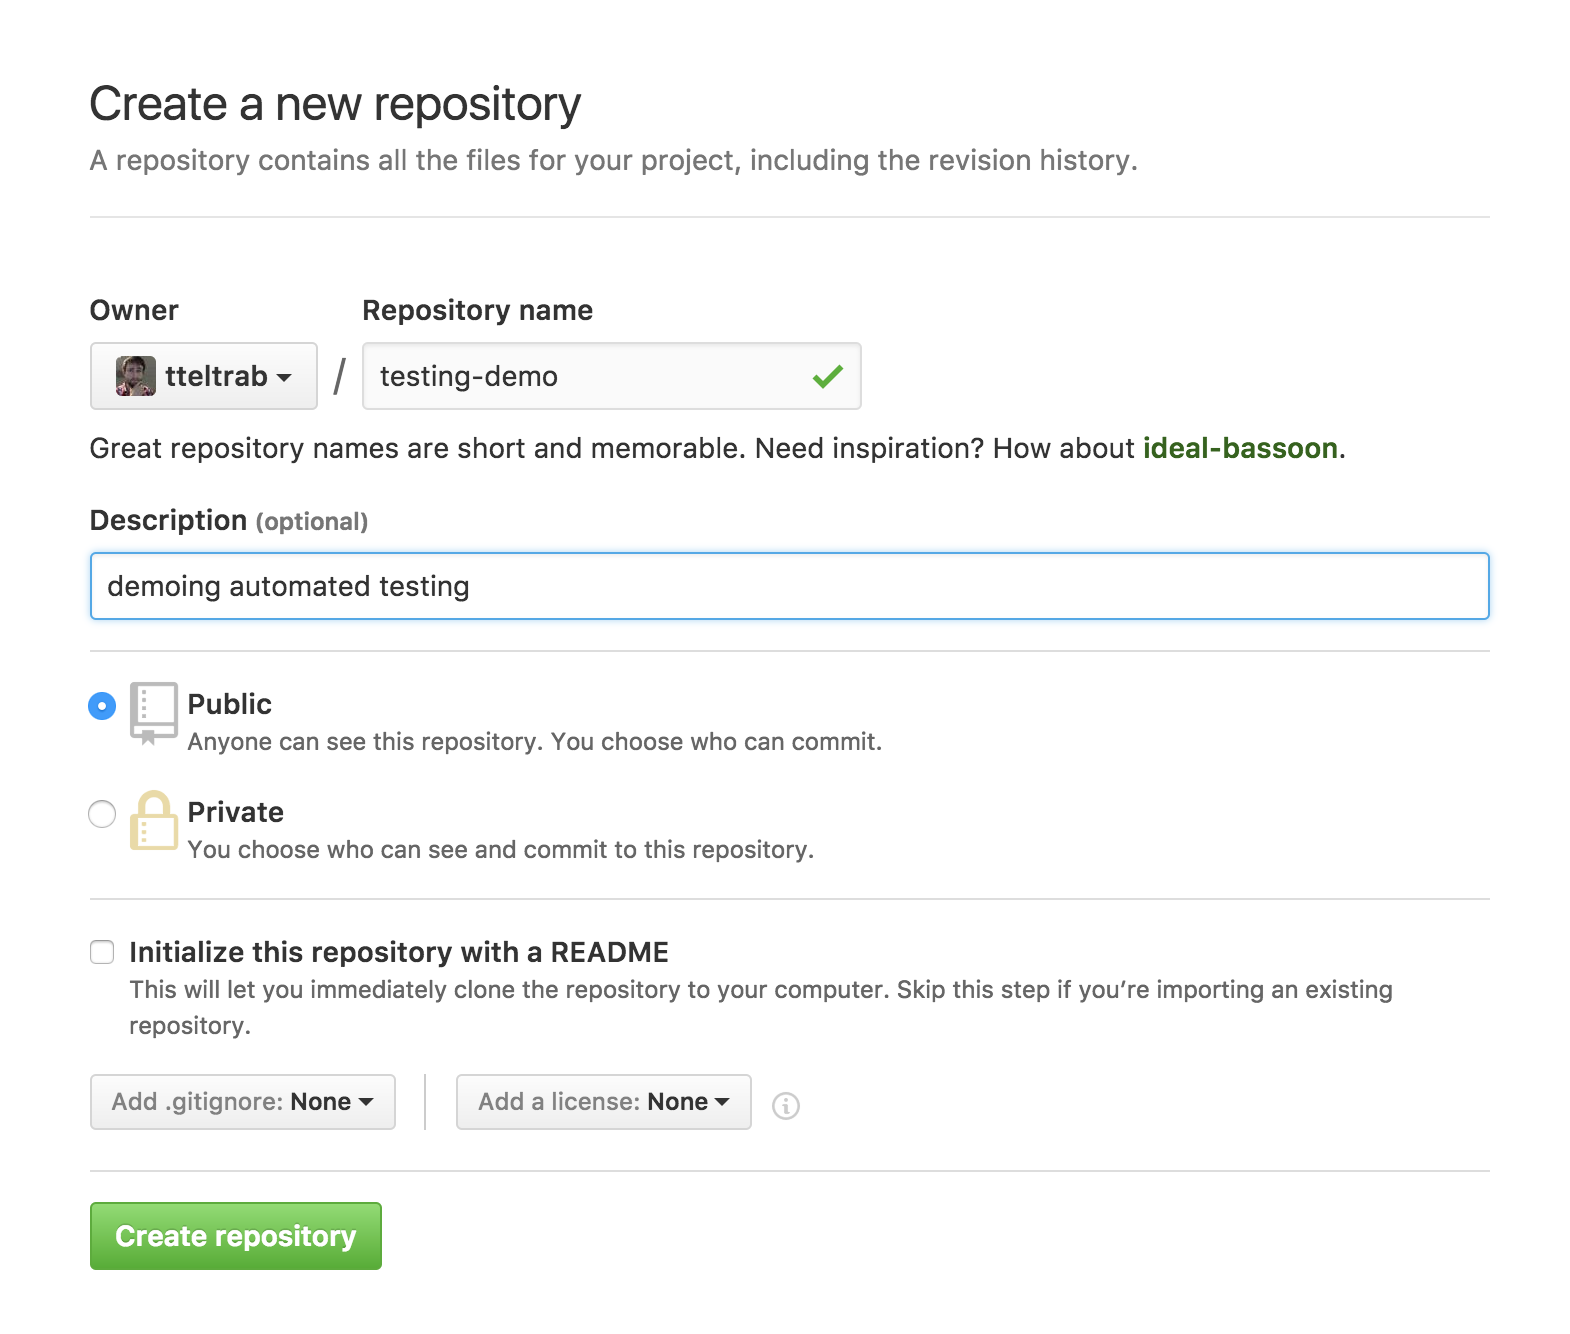 Create a new repository
A repository contains all the files for your project, including the revision history.
Owner
Repository name
tteltrab
/
testing-demo
Great repository names are short and memorable. Need inspiration? How about ideal-bassoon.
Description (optional)
demoing automated testing
Public
Anyone can see this repository. You choose who can commit.
Private
You choose who can see and commit to this repository.
Initialize this repository with a README
This will let you immediately clone the repository to your computer. Skip this step if you’re importing an existing
repository.
Add .gitignore: None
Add a license: None
Create repository